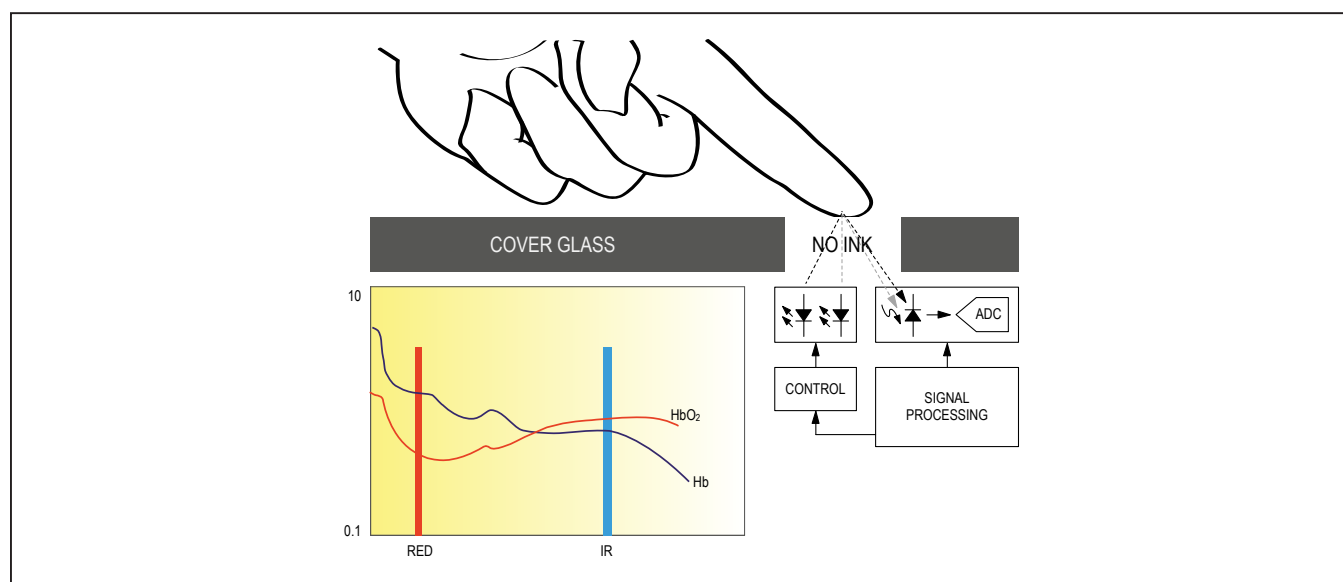 COVER GLASS
NO INK
10
ADC
CONTROL
SIGNAL
PROCESSING
HbO₂
Hb
0.1
RED
IR